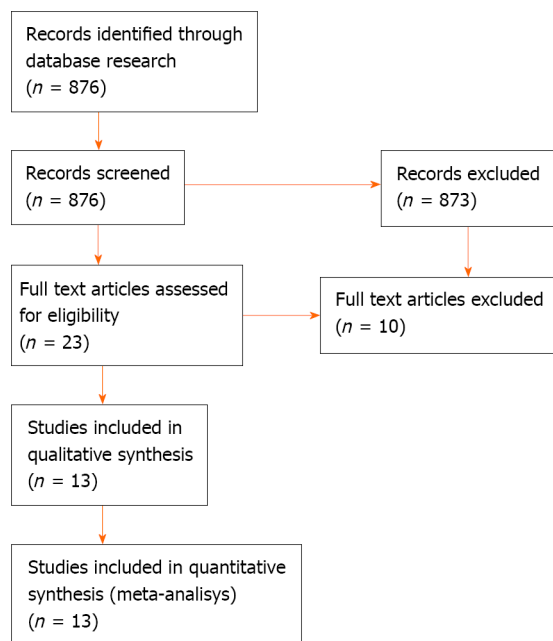 Records identified through
database research
(n = 876)
Records screened
(n = 876)
Records excluded
(n = 873)
Full text articles assessed
for eligibility
(n = 23)
Full text articles excluded
(n = 10)
Studies included in
qualitative synthesis
(n = 13)
Studies included in quantitative
synthesis (meta-analisys)
(n = 13)